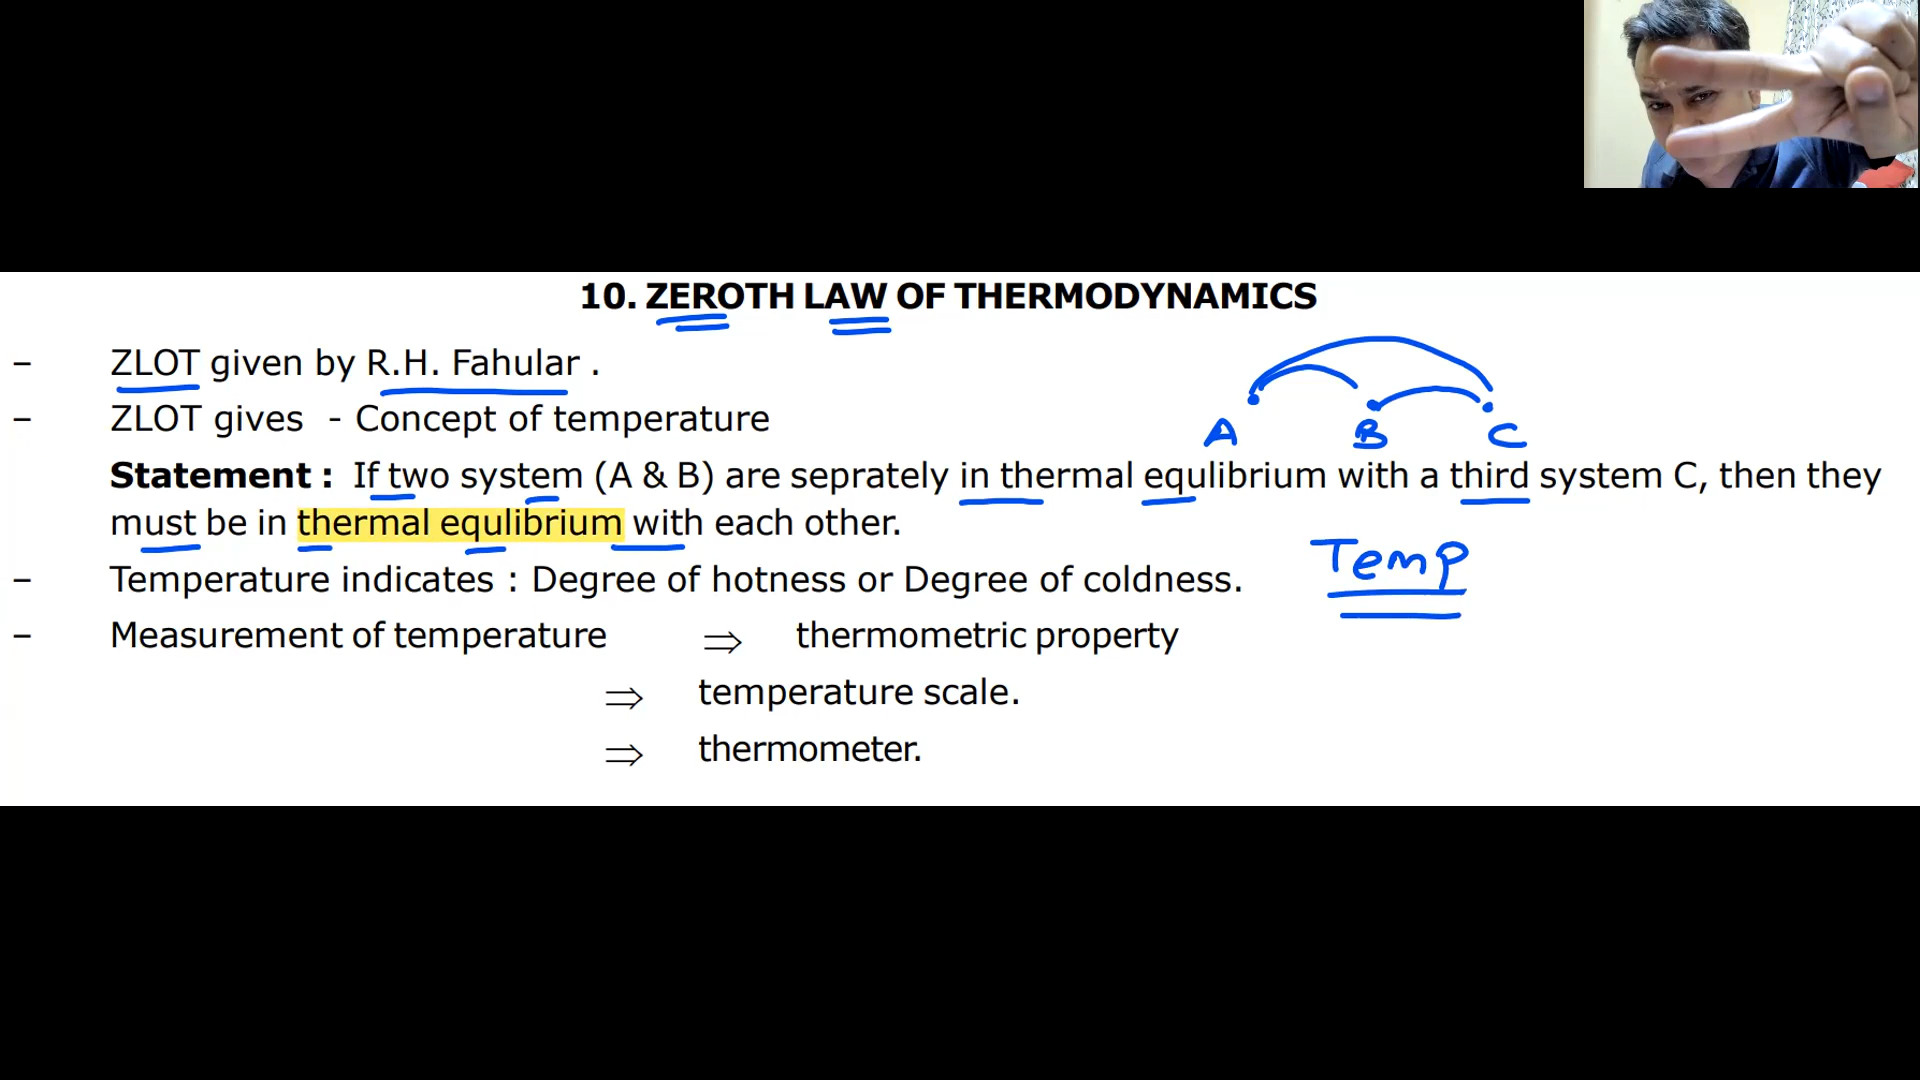 10. ZEROTH LAW OF THERMODYNAMICS
– ZLOT given by R.H. Fahular .
– ZLOT gives - Concept of temperature
A B C
Statement : If two system (A & B) are seprately in thermal equlibrium with a third system C, then they
must be in thermal equlibrium with each other.
Temp
– Temperature indicates : Degree of hotness or Degree of coldness.
– Measurement of temperature ⇒ thermometric property
⇒ temperature scale.
⇒ thermometer.